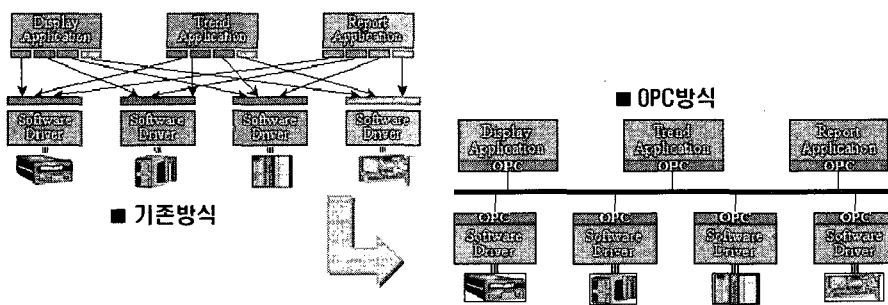 Display
Application
Trend
Application
Report
Application
Software
Driver
Software
Driver
Software
Driver
Software
Driver
■ 기존방식
■ OPC방식
Display
Application
OPC
Trend
Application
OPC
Report
Application
OPC
OPC
Software
Driver
OPC
Software
Driver
OPC
Software
Driver
OPC
Software
Driver